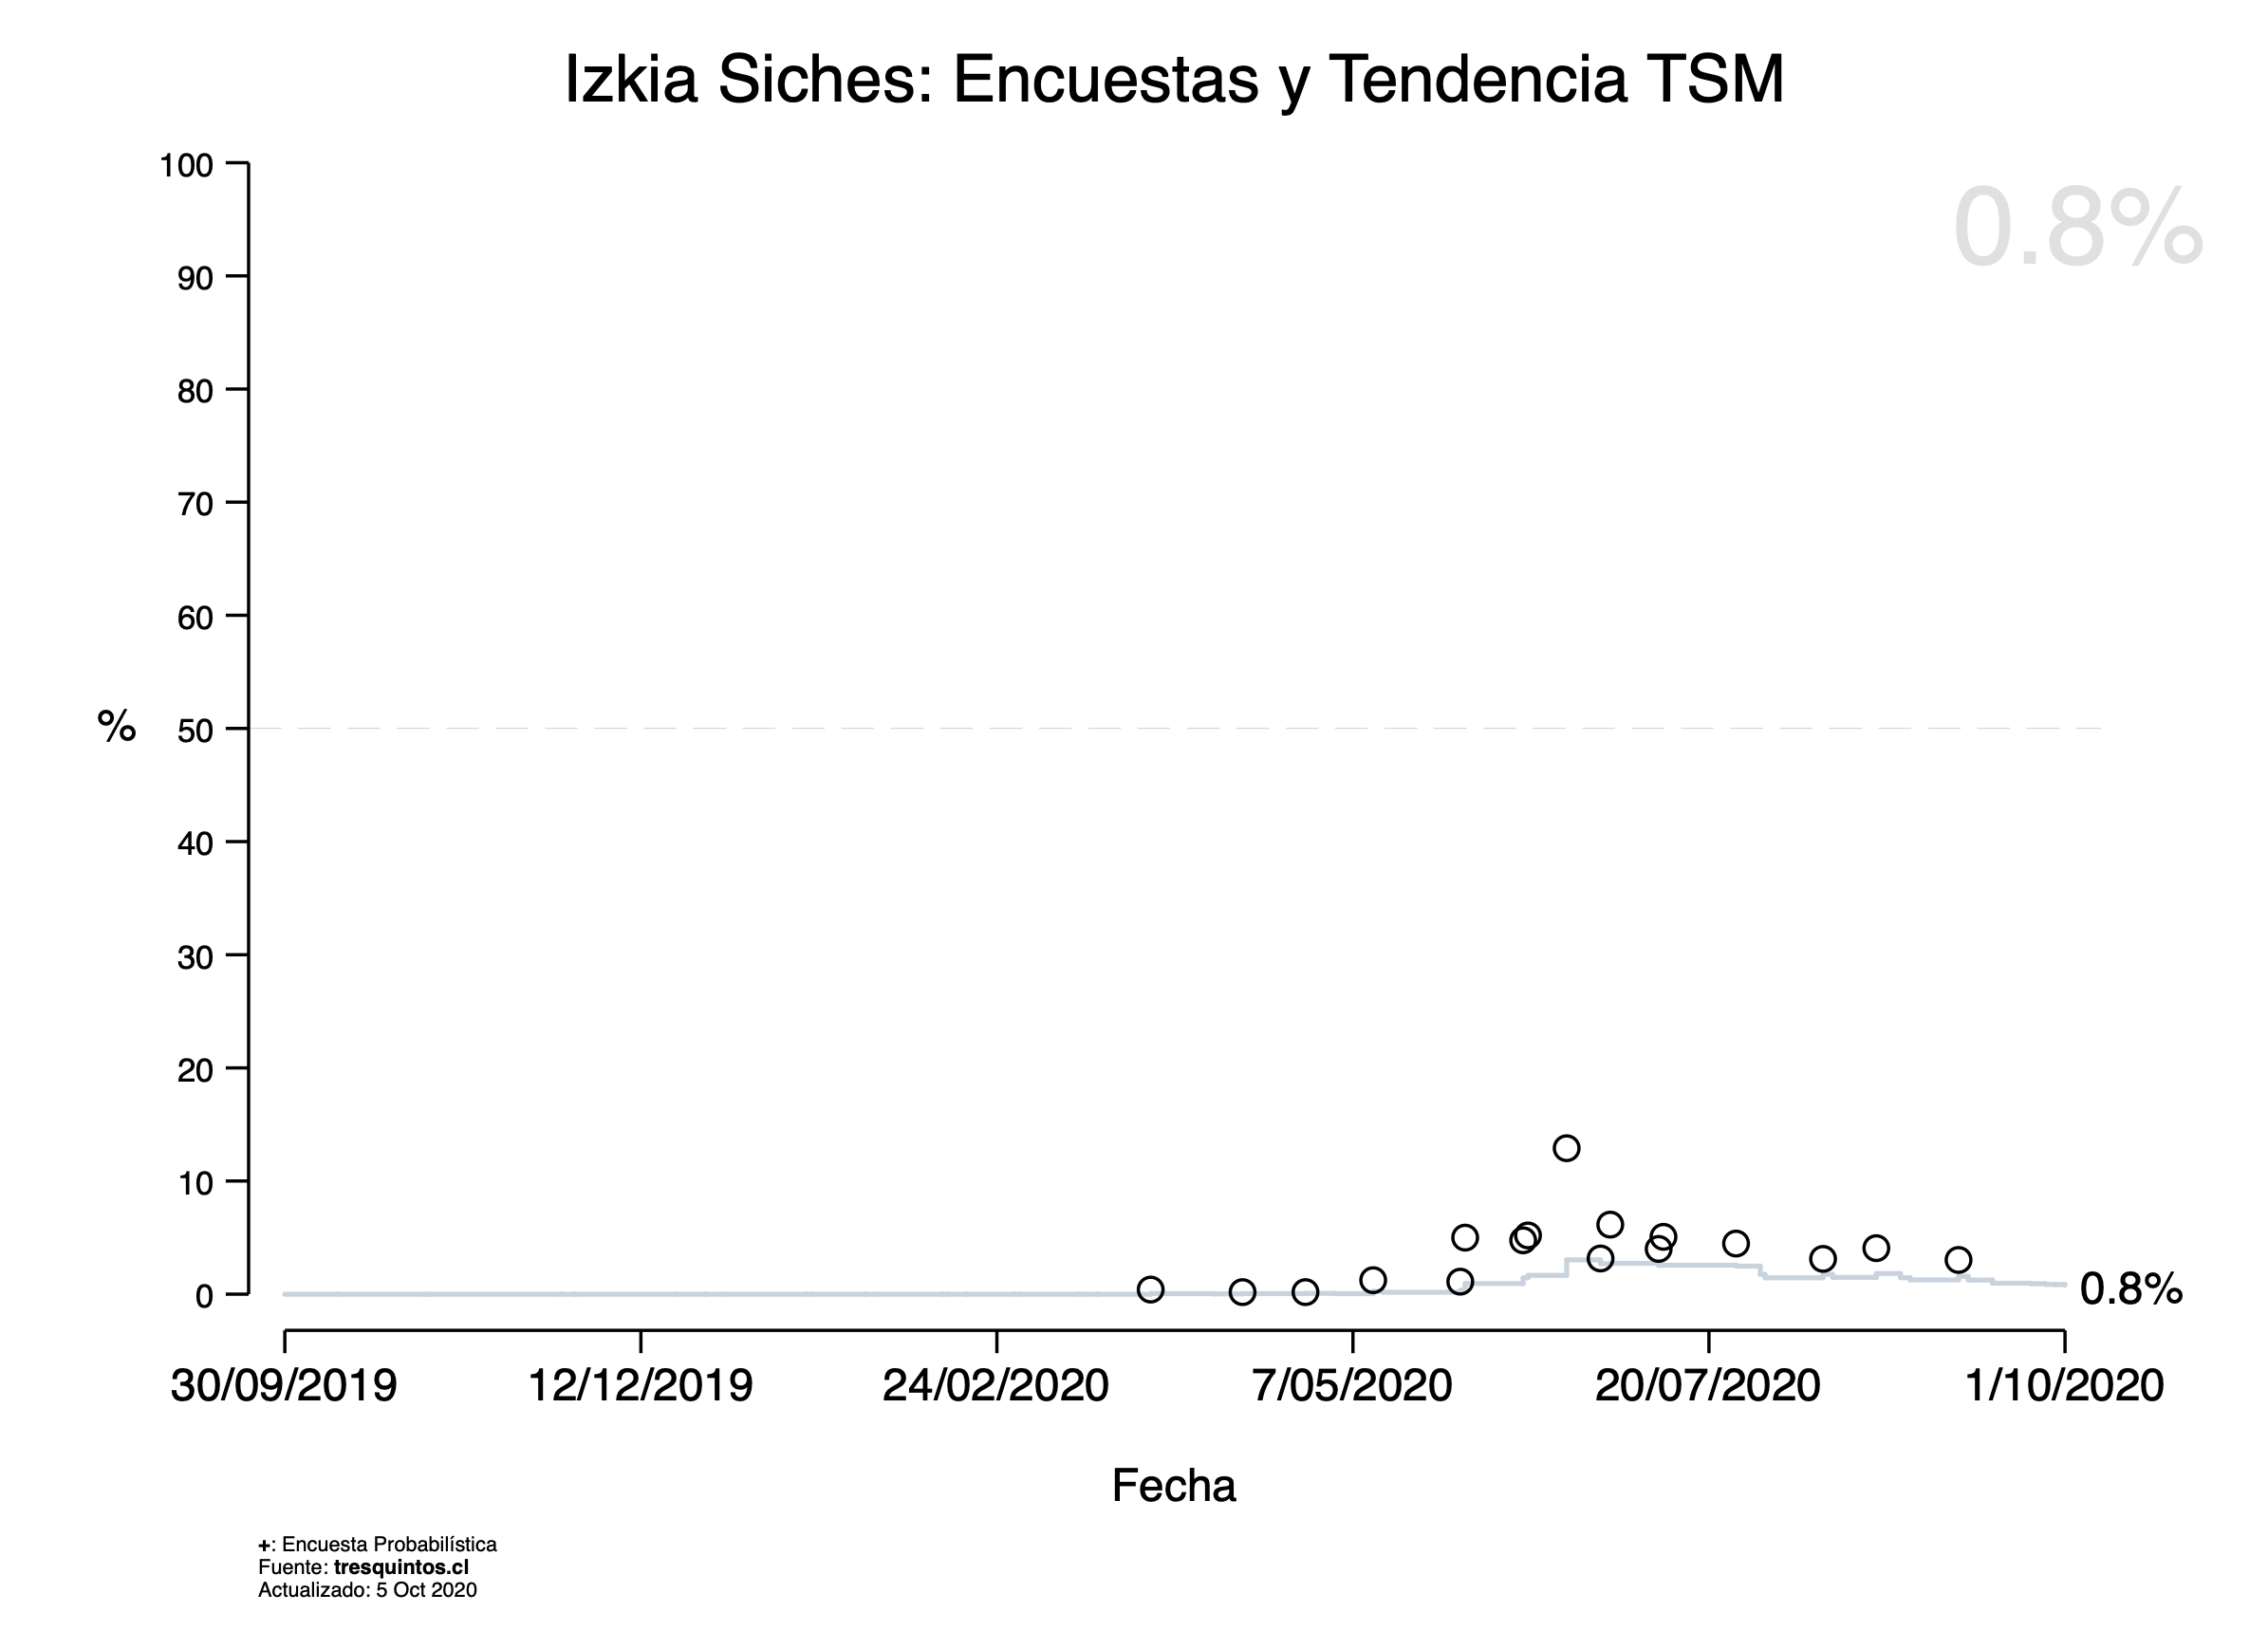 Izkia Siches: Encuestas y Tendencia TSM
0.8%
100
90
80
70
60
% 50
40
30
20
10
0
0.8%
30/09/2019 12/12/2019 24/02/2020 7/05/2020 20/07/2020 1/10/2020
Fecha
+: Encuesta Probabilística
Fuente: tresquintos.cl
Actualizado: 5 Oct 2020